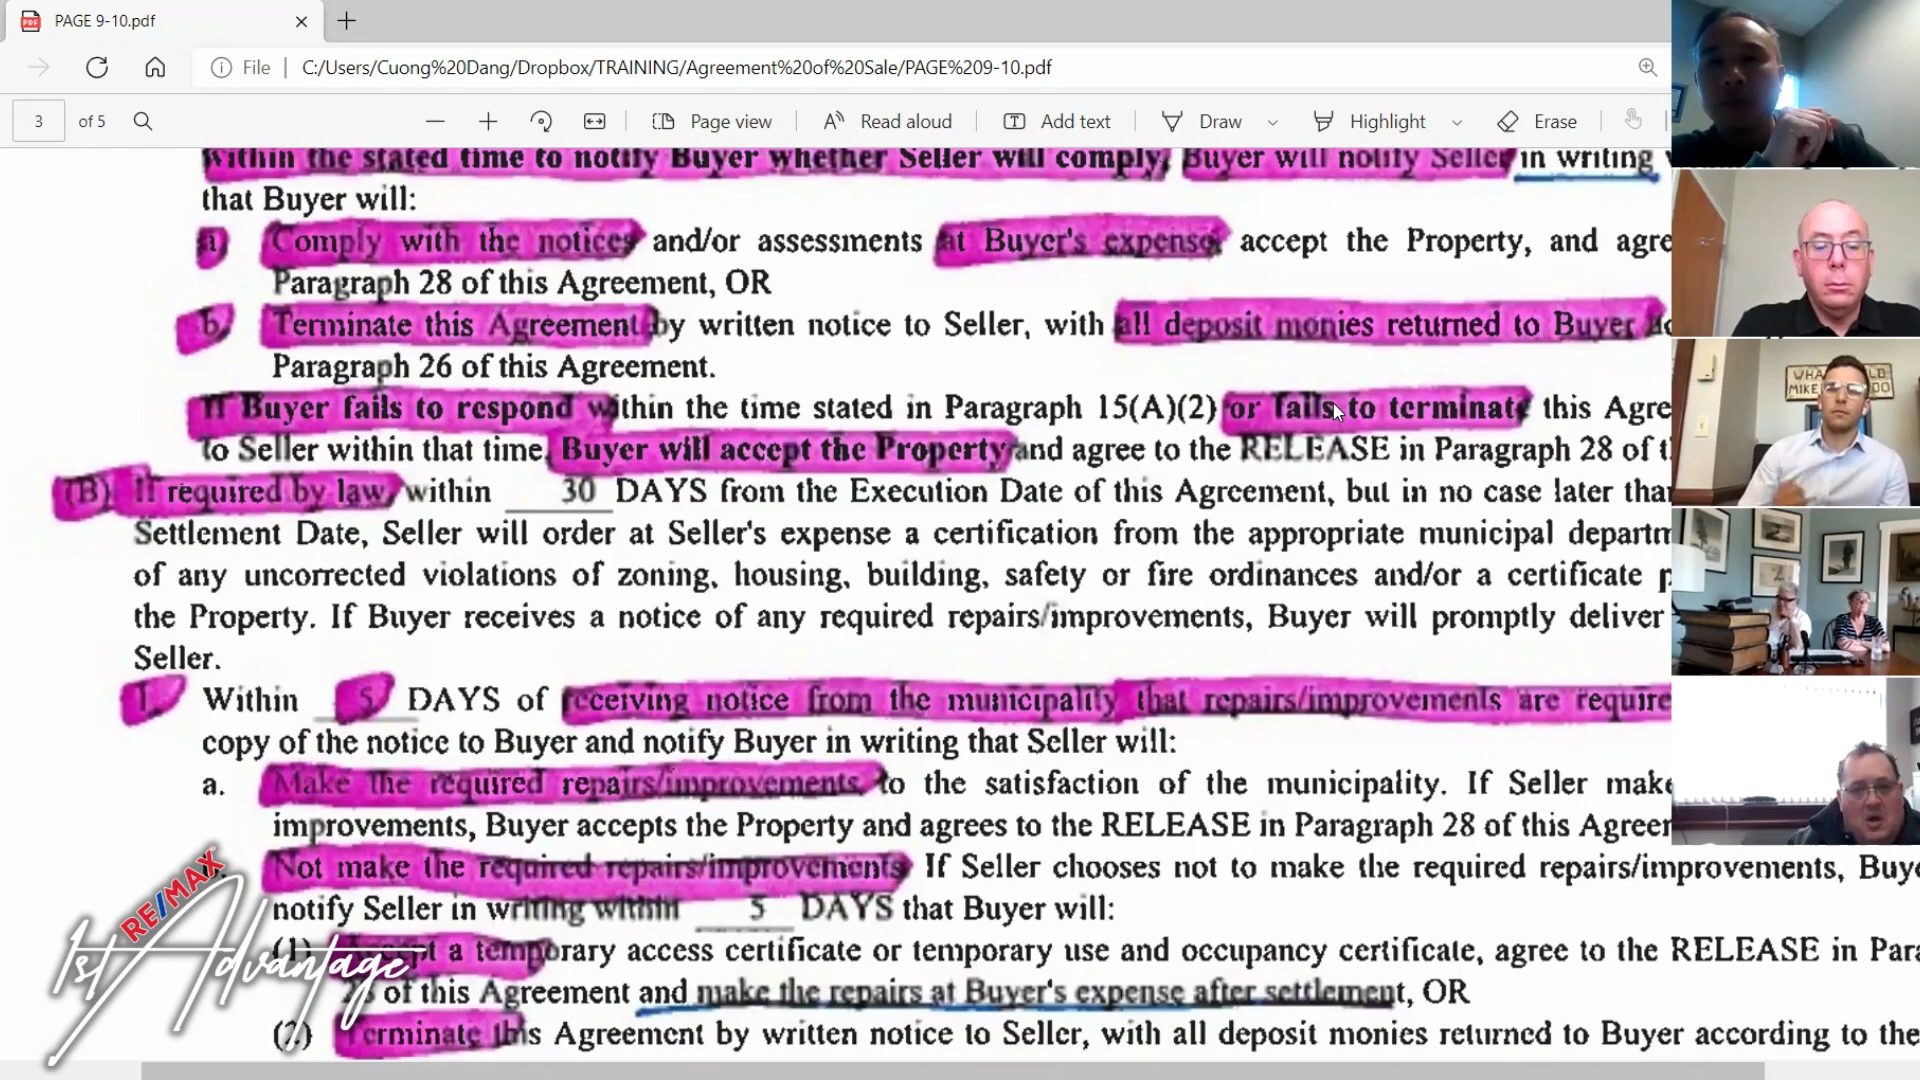 PAGE 9-10.pdf
File C:/Users/Cuong%20Dang/Dropbox/TRAINING/Agreement%20of%20Sale/PAGE%209-10.pdf
3 of 5 Page view Read aloud Add text Draw Highlight Erase
within the stated time to notify Buyer whether Seller will comply, Buyer will notify Seller in writing
that Buyer will:
a. Comply with the notices and/or assessments at Buyer's expense, accept the Property, and agre
Paragraph 28 of this Agreement, OR
b. Terminate this Agreement by written notice to Seller, with all deposit monies returned to Buyer
Paragraph 26 of this Agreement.
If Buyer fails to respond within the time stated in Paragraph 15(A)(2) or fails to terminate this Agre
to Seller within that time, Buyer will accept the Property and agree to the RELEASE in Paragraph 28 of t
(B) If required by law, within 30 DAYS from the Execution Date of this Agreement, but in no case later than
Settlement Date, Seller will order at Seller's expense a certification from the appropriate municipal departm
of any uncorrected violations of zoning, housing, building, safety or fire ordinances and/or a certificate p
the Property. If Buyer receives a notice of any required repairs/improvements, Buyer will promptly deliver
Seller.
1. Within 5 DAYS of receiving notice from the municipality that repairs/improvements are require
copy of the notice to Buyer and notify Buyer in writing that Seller will:
a. Make the required repairs/improvements to the satisfaction of the municipality. If Seller make
improvements, Buyer accepts the Property and agrees to the RELEASE in Paragraph 28 of this Agreer
Not make the required repairs/improvements. If Seller chooses not to make the required repairs/improvements, Buye
notify Seller in writing within 5 DAYS that Buyer will:
(1) Accept a temporary access certificate or temporary use and occupancy certificate, agree to the RELEASE in Para
28 of this Agreement and make the repairs at Buyer's expense after settlement, OR
(2) Terminate this Agreement by written notice to Seller, with all deposit monies returned to Buyer according to the
RE/MAX
1st Advantage